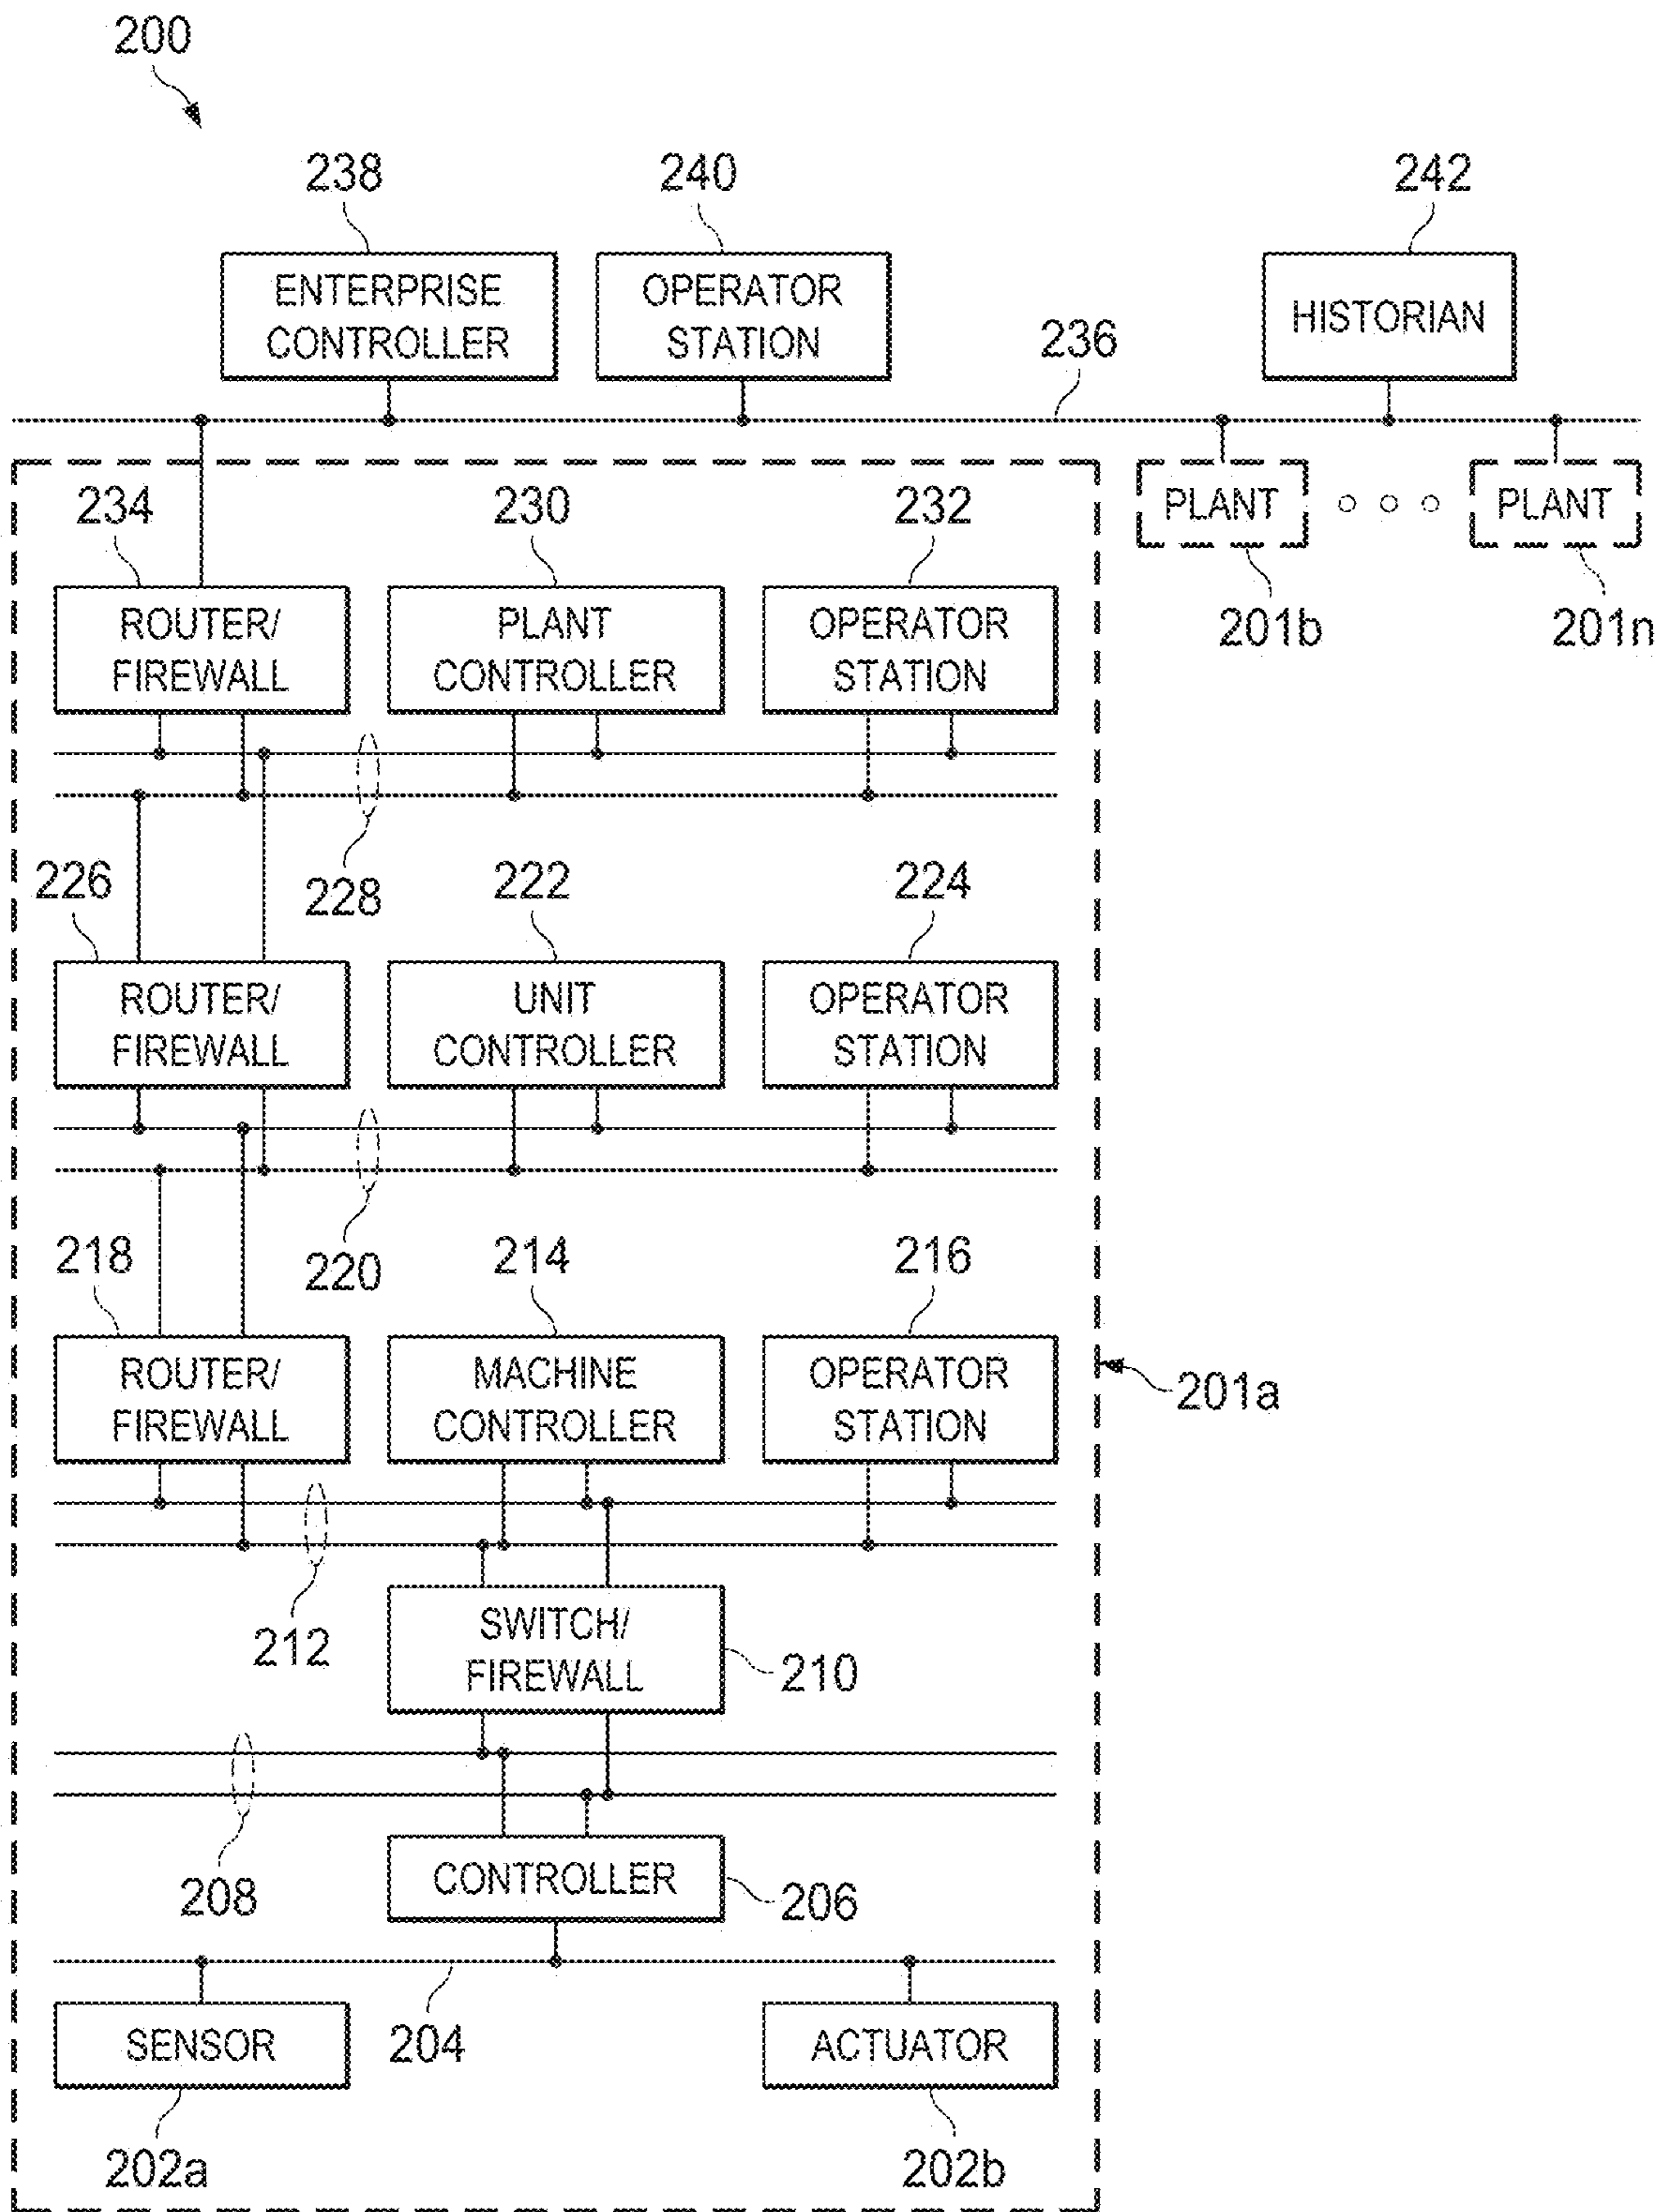 200
238
240
242
ENTERPRISE
CONTROLLER
OPERATOR
STATION
HISTORIAN
236
234
230
232
PLANT
PLANT
201b
201n
ROUTER/
FIREWALL
PLANT
CONTROLLER
OPERATOR
STATION
228
226
222
224
ROUTER/
FIREWALL
UNIT
CONTROLLER
OPERATOR
STATION
220
218
214
216
ROUTER/
FIREWALL
MACHINE
CONTROLLER
OPERATOR
STATION
201a
212
SWITCH/
FIREWALL
210
208
CONTROLLER
206
204
SENSOR
ACTUATOR
202a
202b